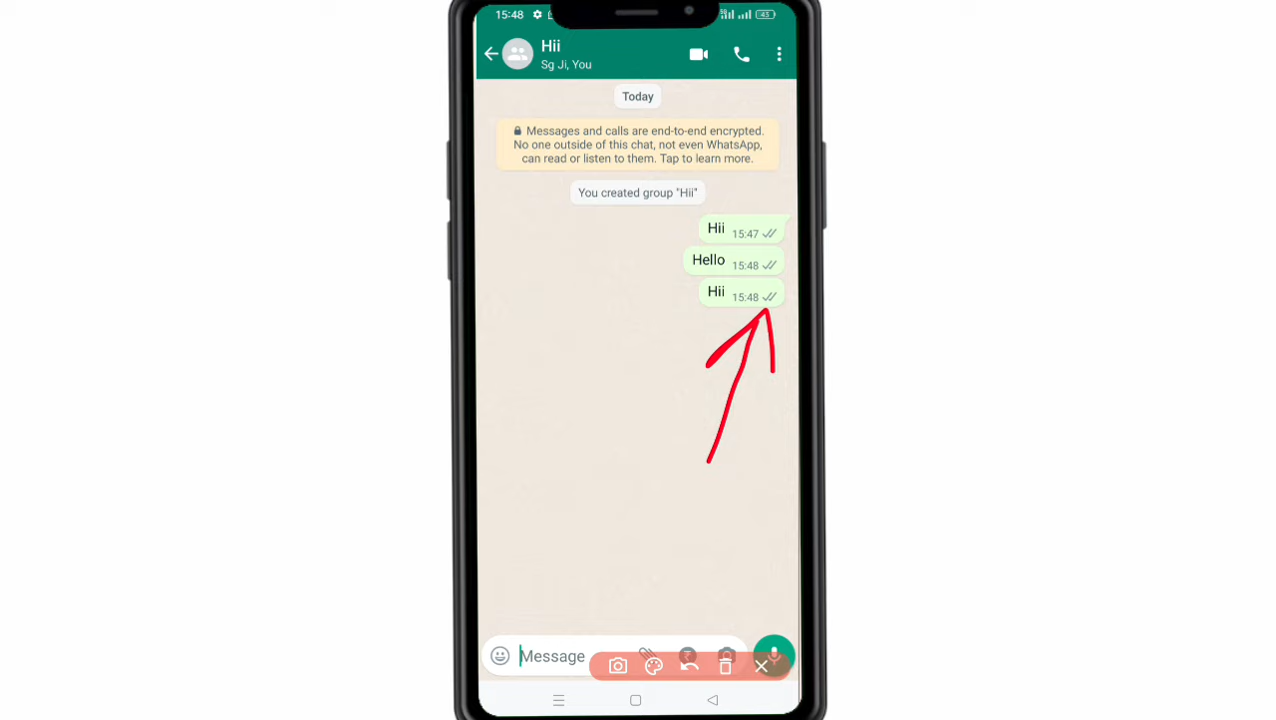 15:48
45
Hii
Sg Ji, You
Today
Messages and calls are end-to-end encrypted.
No one outside of this chat, not even WhatsApp,
can read or listen to them. Tap to learn more.
You created group "Hii"
Hii 15:47
Hello 15:48
Hii 15:48
Message